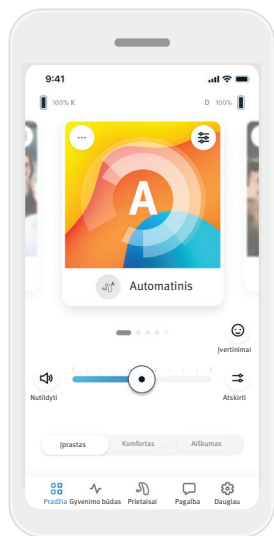 9:41
100% K
D 100%
A
Automatinis
Įvertinimai
Nutildyti
Atskirti
Įprastas Komfortas Aiškumas
Pradžia Gyvenimo būdas Prietaisai Pagalba Daugiau